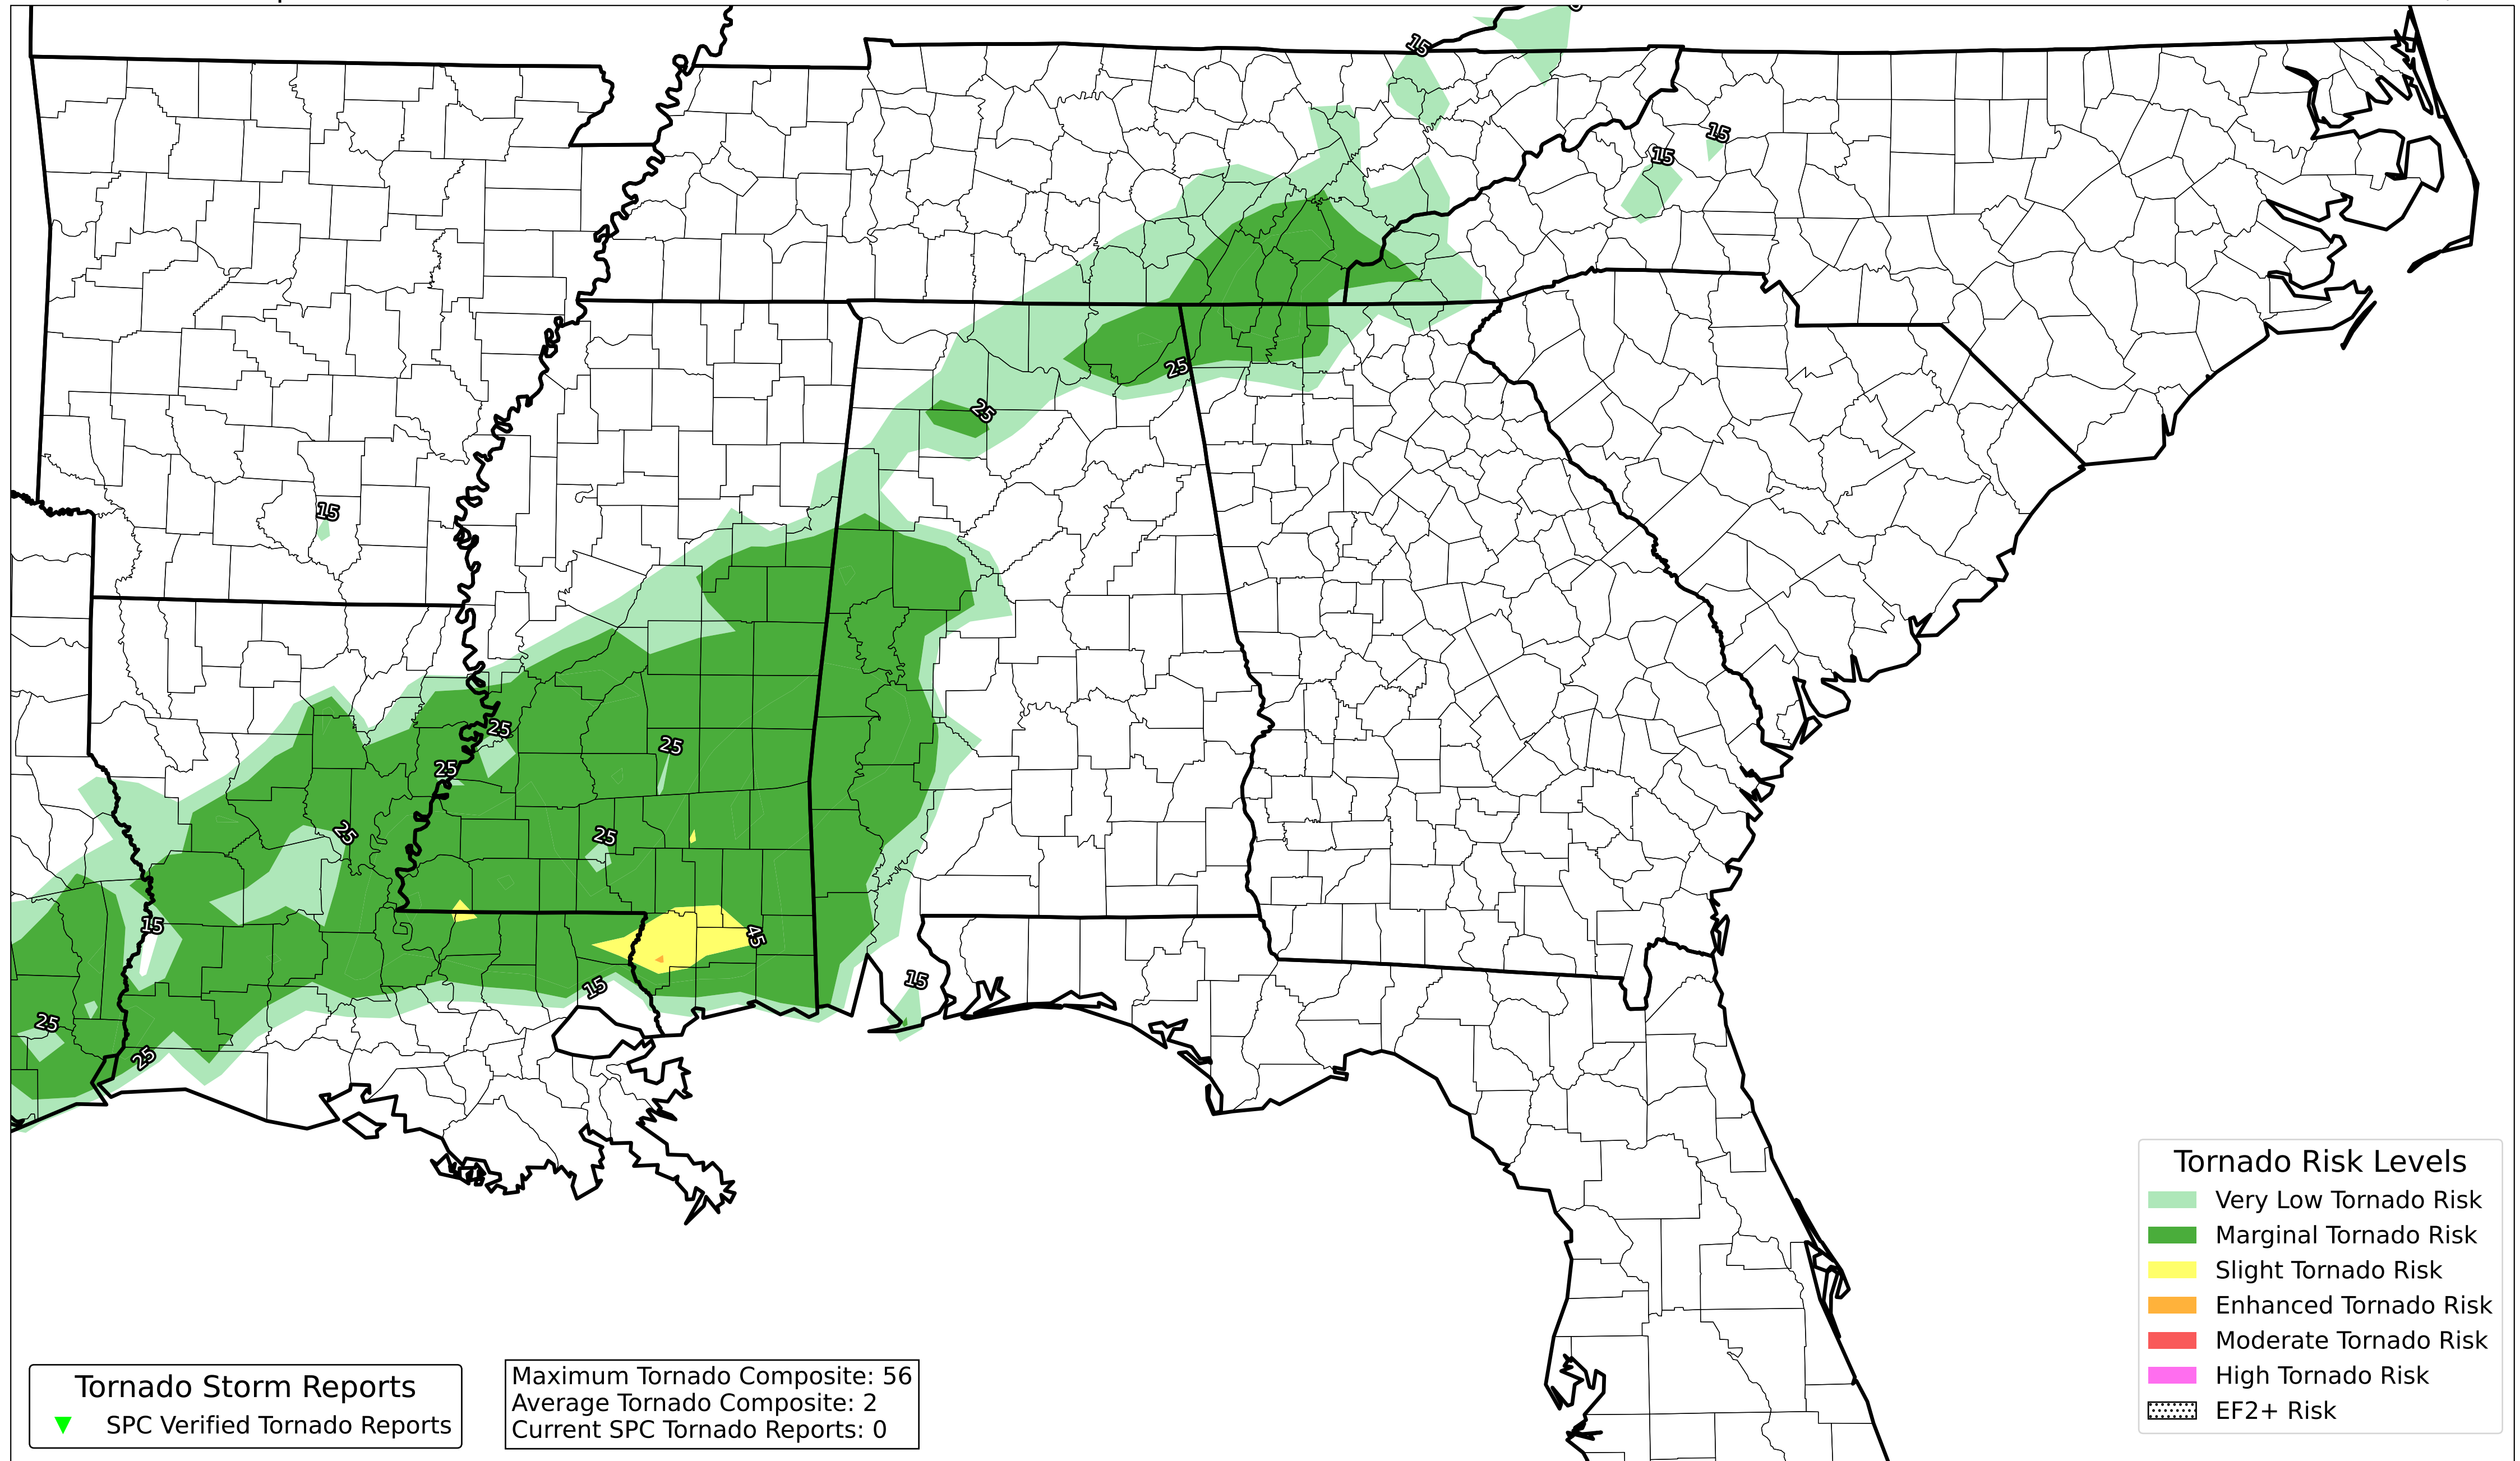 15
15
15
25
25
15
25
25
25
25
25
15
45
15
15
25
25
Tornado Risk Levels
Very Low Tornado Risk
Marginal Tornado Risk
Slight Tornado Risk
Enhanced Tornado Risk
Moderate Tornado Risk
High Tornado Risk
EF2+ Risk
Tornado Storm Reports
SPC Verified Tornado Reports
Maximum Tornado Composite: 56
Average Tornado Composite: 2
Current SPC Tornado Reports: 0